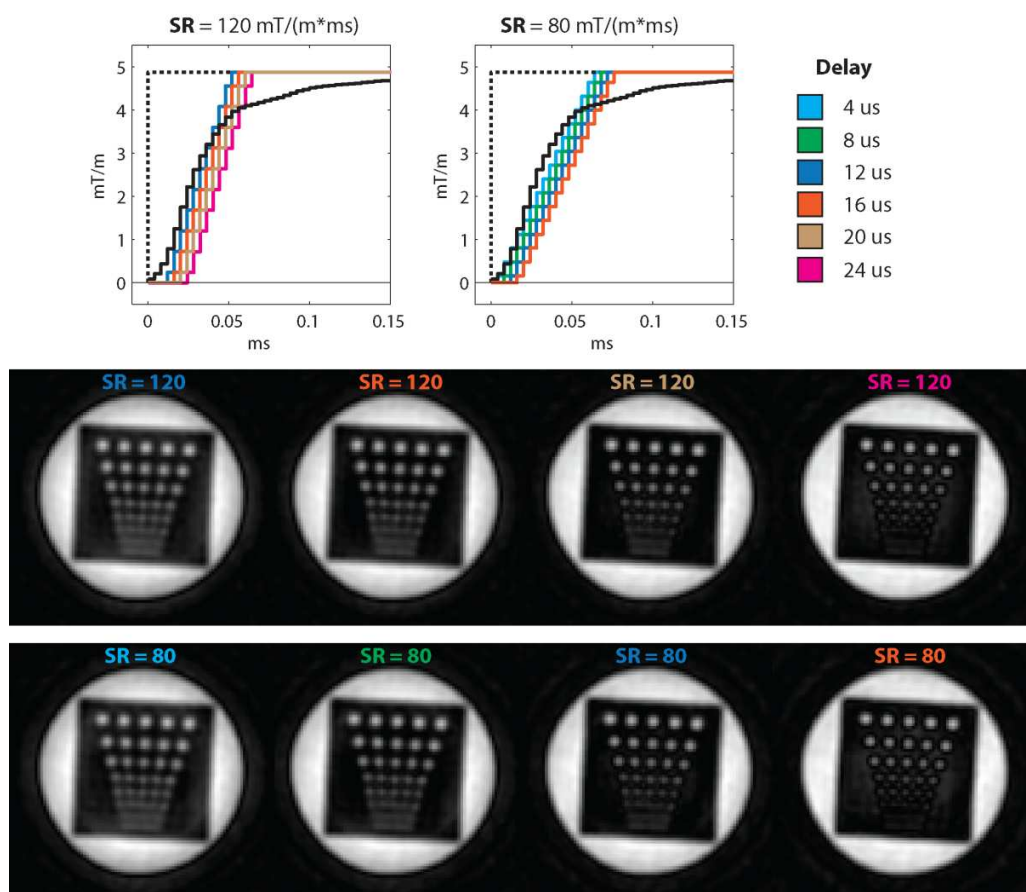 SR = 120 mT/(m*ms)
SR = 80 mT/(m*ms)
5
4
3
2
1
0
mT/m
0
0.05
0.1
0.15
ms
5
4
3
2
1
0
mT/m
0
0.05
0.1
0.15
ms
Delay
4 us
8 us
12 us
16 us
20 us
24 us
SR = 120
SR = 120
SR = 120
SR = 120
SR = 80
SR = 80
SR = 80
SR = 80